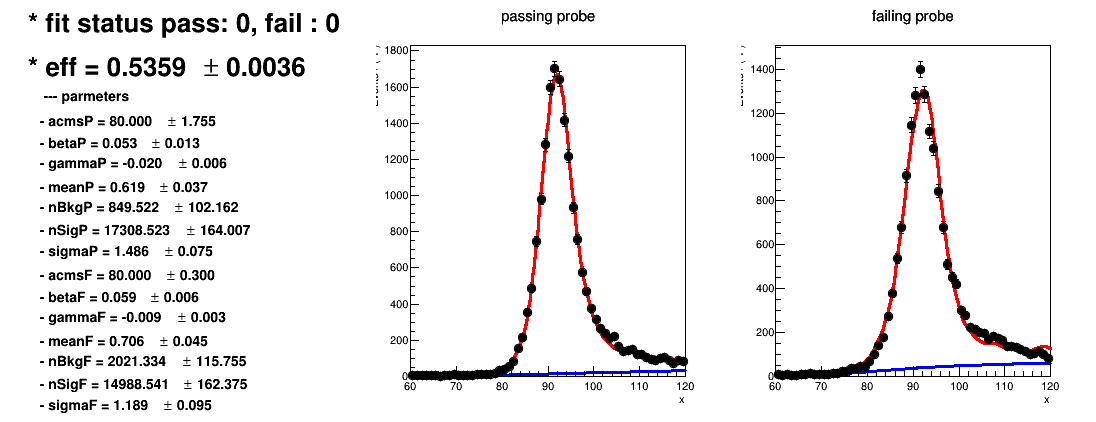 * fit status pass: 0, fail : 0
* eff = 0.5359 ± 0.0036
--- parmeters
- acmsP = 80.000 ± 1.755
- betaP = 0.053 ± 0.013
- gammaP = -0.020 ± 0.006
- meanP = 0.619 ± 0.037
- nBkgP = 849.522 ± 102.162
- nSigP = 17308.523 ± 164.007
- sigmaP = 1.486 ± 0.075
- acmsF = 80.000 ± 0.300
- betaF = 0.059 ± 0.006
- gammaF = -0.009 ± 0.003
- meanF = 0.706 ± 0.045
- nBkgF = 2021.334 ± 115.755
- nSigF = 14988.541 ± 162.375
- sigmaF = 1.189 ± 0.095
passing probe
1800
1600
1400
1200
1000
800
600
400
200
0
60 70 80 90 100 110 120
x
failing probe
1400
1200
1000
800
600
400
200
0
60 70 80 90 100 110 120
x